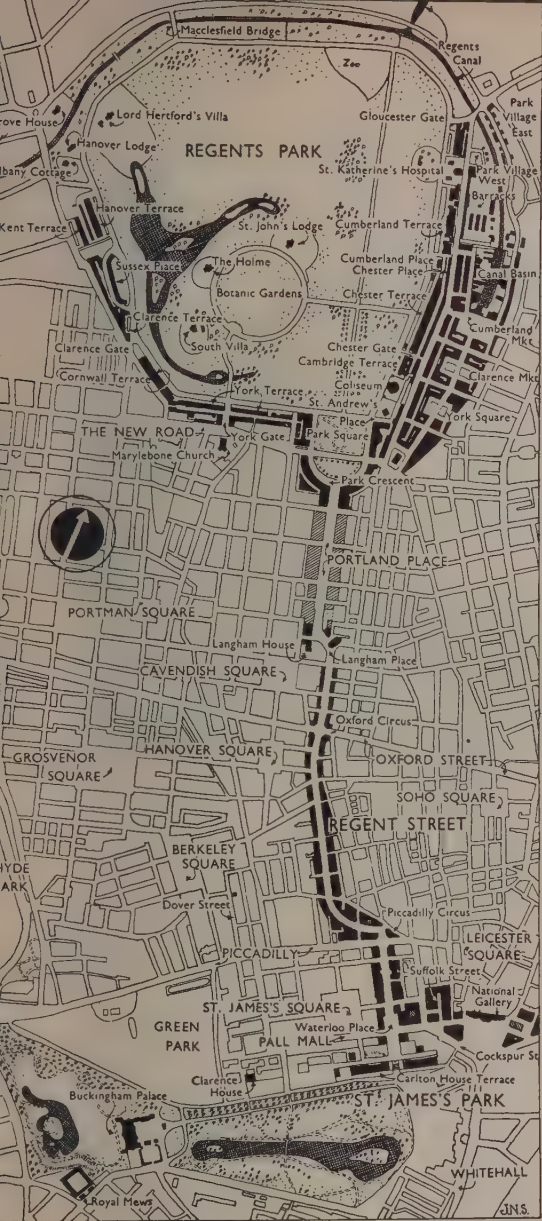 Macclesfield Bridge
Regents
Canal
Zoo
rove House
Lord Hertford's Villa
Gloucester Gate
Park
Village
East
Hanover Lodge
REGENTS PARK
lbany Cottage
St. Katherine's Hospital
Park Village
West
Barracks
Hanover Terrace
Kent Terrace
St. John's Lodge
Cumberland Terrace
Sussex Place
The Holme
Cumberland Place
Chester Place
Canal Basin
Botanic Gardens
Chester Terrace
Clarence Terrace
Cumberland
Mkt
Clarence Gate
South Villa
Chester Gate
Cambridge Terrace
Clarence Mkt
Cornwall Terrace
Coliseum
York Terrace
St. Andrew's
Place
York Square
THE NEW ROAD
York Gate
Park Square
Marylebone Church
Park Crescent
PORTLAND PLACE
PORTMAN SQUARE
Langham House
Langham Place
CAVENDISH SQUARE
Oxford Circus
HANOVER SQUARE
OXFORD STREET
GROSVENOR
SQUARE
SOHO SQUARE
REGENT STREET
BERKELEY
SQUARE
HYDE
ARK
Dover Street
Piccadilly Circus
PICCADILLY
LEICESTER
SQUARE
Suffolk Street
National
Gallery
ST. JAMES'S SQUARE
GREEN
PARK
Waterloo Place
PALL MALL
Cockspur St
Clarence
House
Carlton House Terrace
Buckingham Palace
ST. JAMES'S PARK
WHITEHALL
Royal Mews
J.N.S.